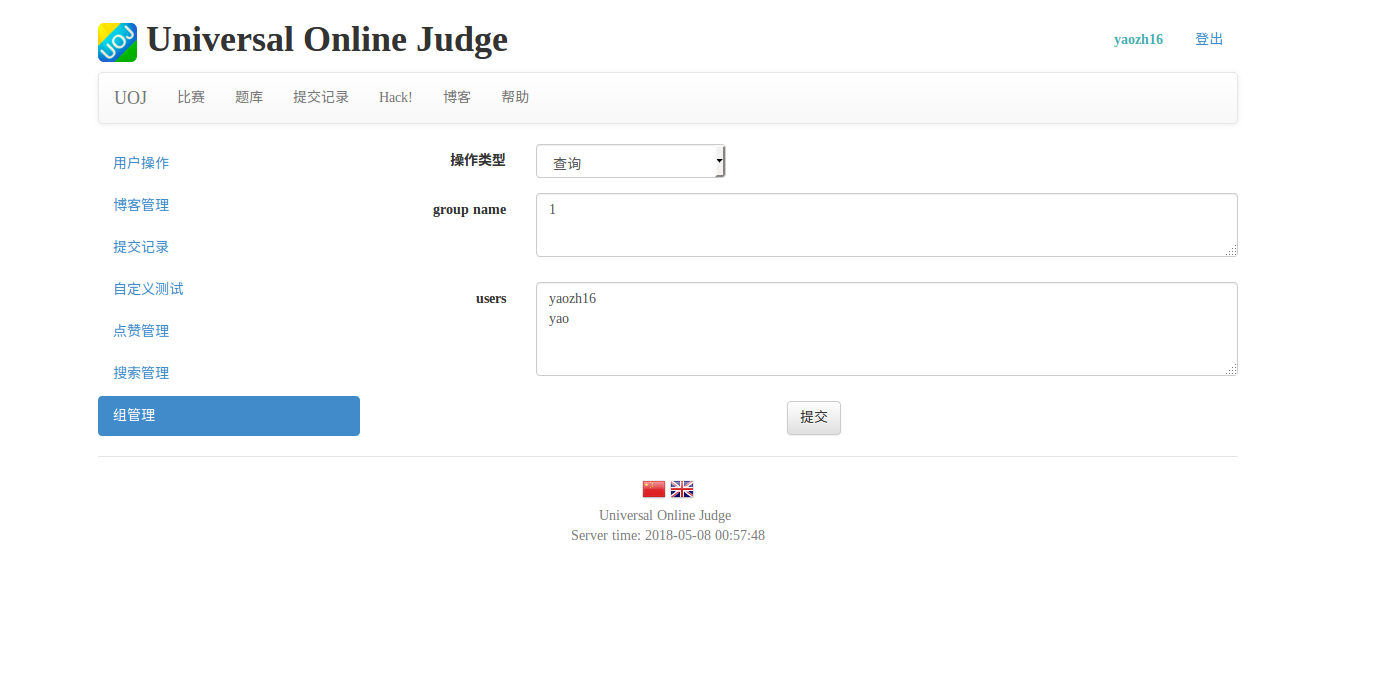 UOJ Universal Online Judge
yaozh16 登出
UOJ 比赛 题库 提交记录 Hack! 博客 帮助
用户操作
博客管理
提交记录
自定义测试
点赞管理
搜索管理
组管理
操作类型 查询
group name 1
users yaozh16
yao
提交
Universal Online Judge
Server time: 2018-05-08 00:57:48